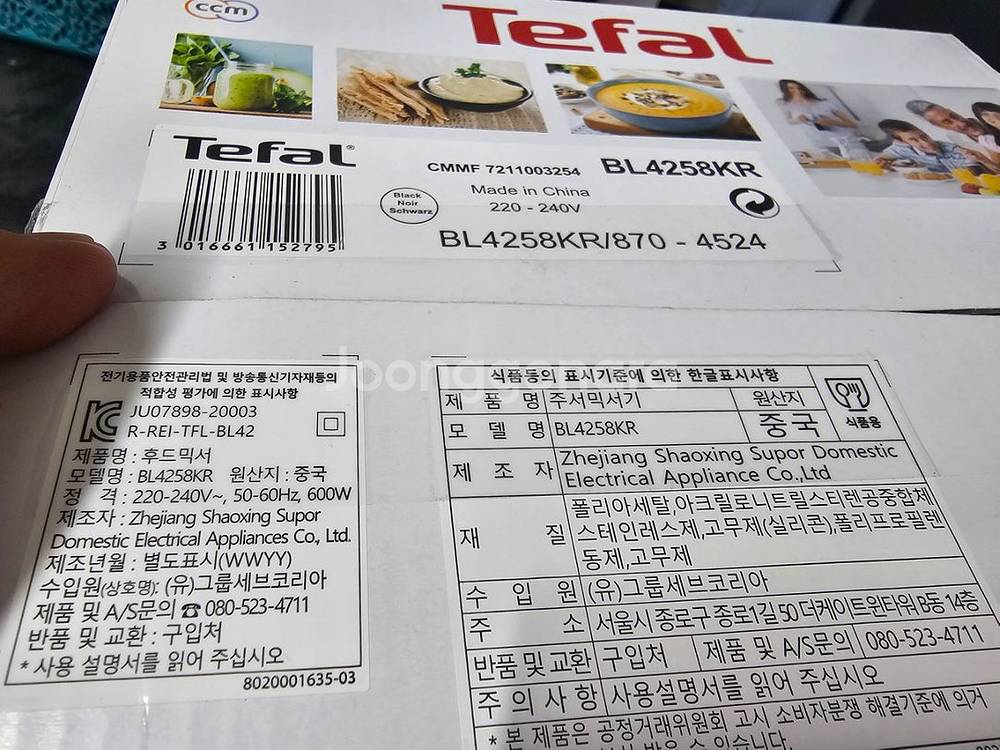 ccm
Tefal
Tefal®
CMMF 7211003254 BL4258KR
Made in China
220 - 240V
Black
Noir
Schwarz
3 016661 152795
BL4258KR/870 - 4524
Joonggonara
전기용품안전관리법 및 방송통신기자재등의
적합성 평가에 의한 표시사항
JU07898-20003
R-REI-TFL-BL42
제품명 : 후드믹서
모델명 : BL4258KR 원산지 : 중국
정 격 : 220-240V~, 50-60Hz, 600W
제조자 : Zhejiang Shaoxing Supor
Domestic Electrical Appliances Co., Ltd.
제조년월 : 별도표시(WWYY)
수입원(상호명): (유)그룹세브코리아
제품 및 A/S문의 ☎ 080-523-4711
반품 및 교환 : 구입처
* 사용 설명서를 읽어 주십시오
8020001635-03
식품등의 표시기준에 의한 한글표시사항
제품명 주서믹서기 원산지
모델명 BL4258KR 중국
식품용
제조자 Zhejiang Shaoxing Supor Domestic
Electrical Appliance Co.,Ltd
재질 폴리아세탈,아크릴로니트릴스티렌공중합체
스테인레스제,고무제(실리콘),폴리프로필렌
동제,고무제
수입원 (유)그룹세브코리아
주소 서울시 종로구 종로1길 50 더케이트윈타워, B동 14층
반품 및 교환 구입처 제품 및 A/S문의 080-523-4711
주의사항 사용설명서를 읽어 주십시오
* 본 제품은 공정거래위원회 고시 소비자분쟁 해결기준에 의거